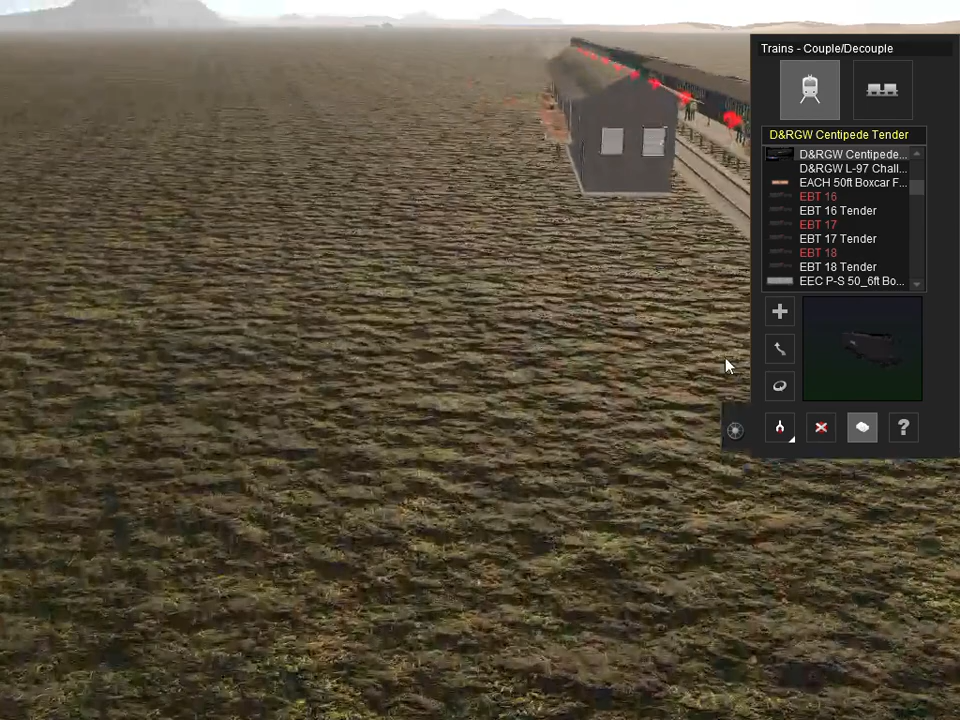 Trains - Couple/Decouple
D&RGW Centipede Tender
D&RGW Centipede...
D&RGW L-97 Chall...
EACH 50ft Boxcar F...
EBT 16
EBT 16 Tender
EBT 17
EBT 17 Tender
EBT 18
EBT 18 Tender
EEC P-S 50_6ft Bo...
?